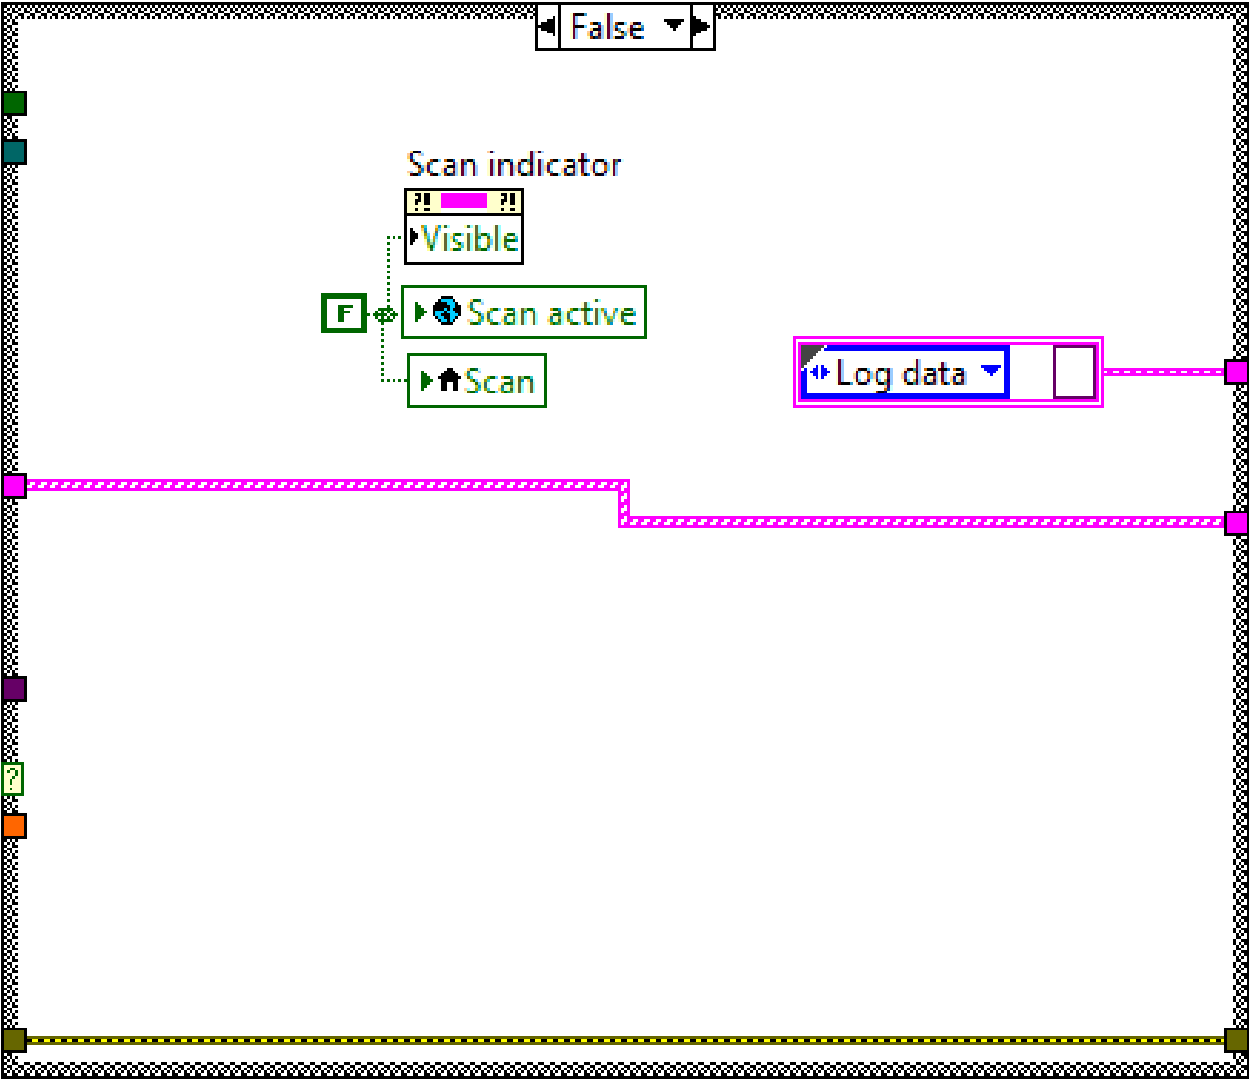 False
Scan indicator
?! ?!
Visible
F
Scan active
Scan
Log data
?